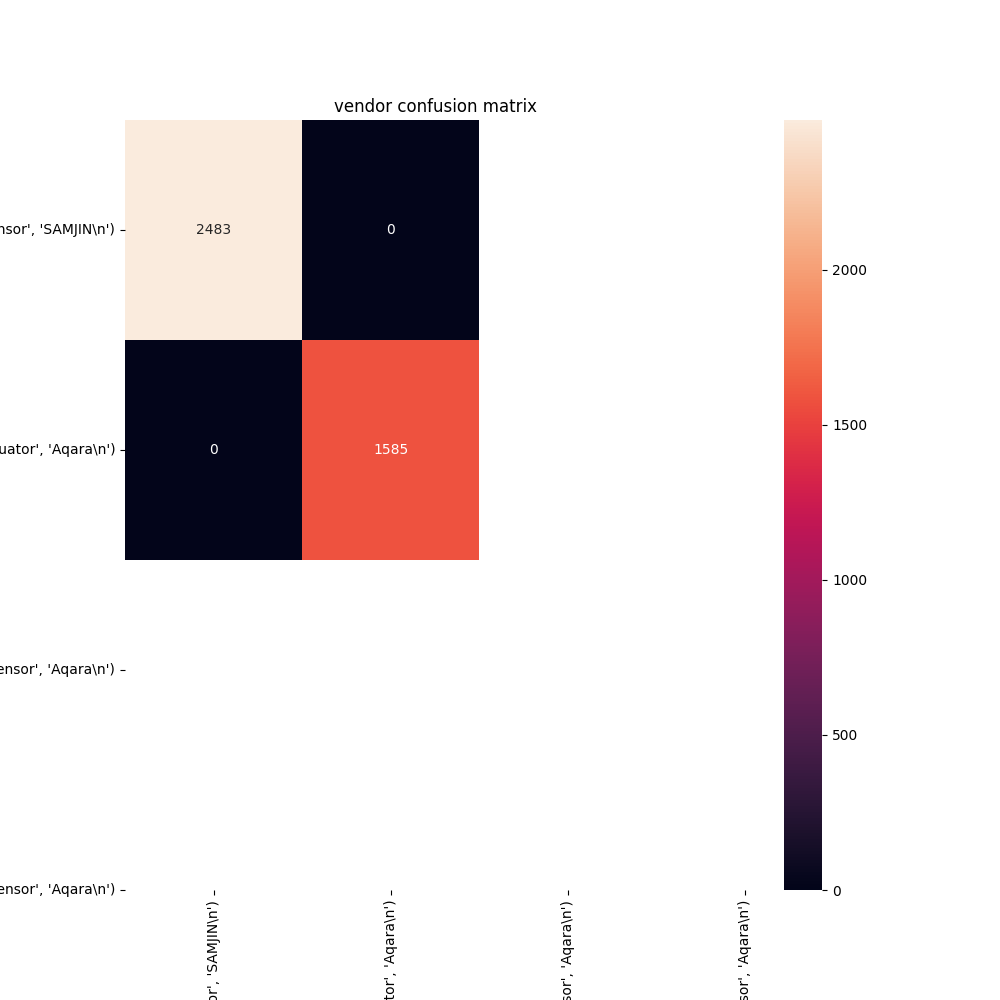 vendor confusion matrix
nsor', 'SAMJIN\n')
2483
0
2000
uator', 'Aqara\n')
0
1585
1500
1000
ensor', 'Aqara\n')
500
ensor', 'Aqara\n')
0
or', 'SAMJIN\n')
tor', 'Aqara\n')
sor', 'Aqara\n')
sor', 'Aqara\n')